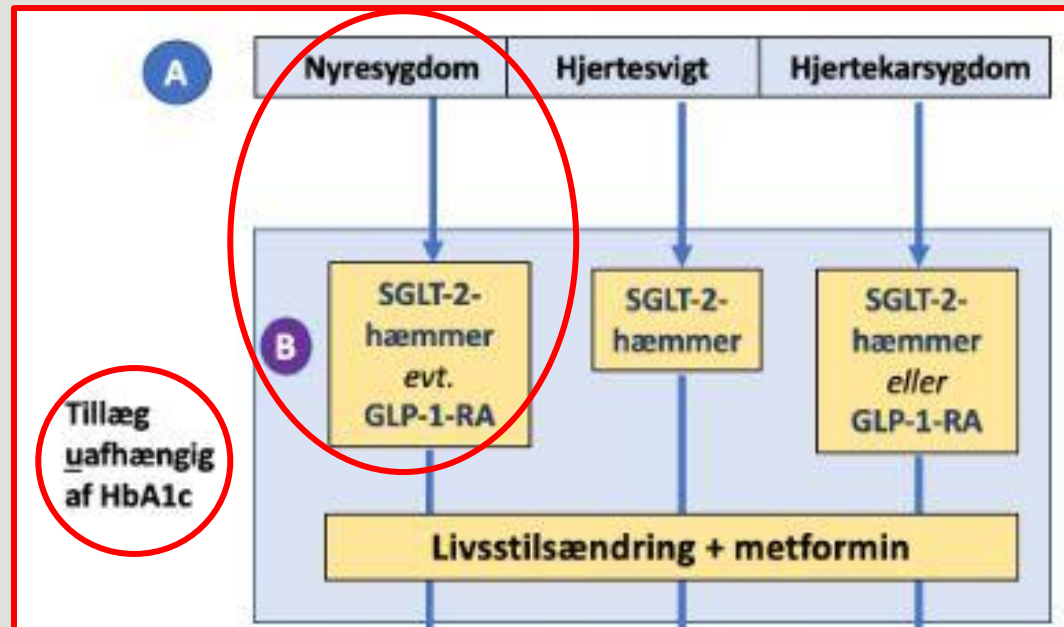 A
Nyresygdom
Hjertesvigt
Hjertekarsygdom
B
SGLT-2-
hæmmer
evt.
GLP-1-RA
SGLT-2-
hæmmer
SGLT-2-
hæmmer
eller
GLP-1-RA
Tillæg
uafhængig
af HbA1c
Livsstilsændring + metformin